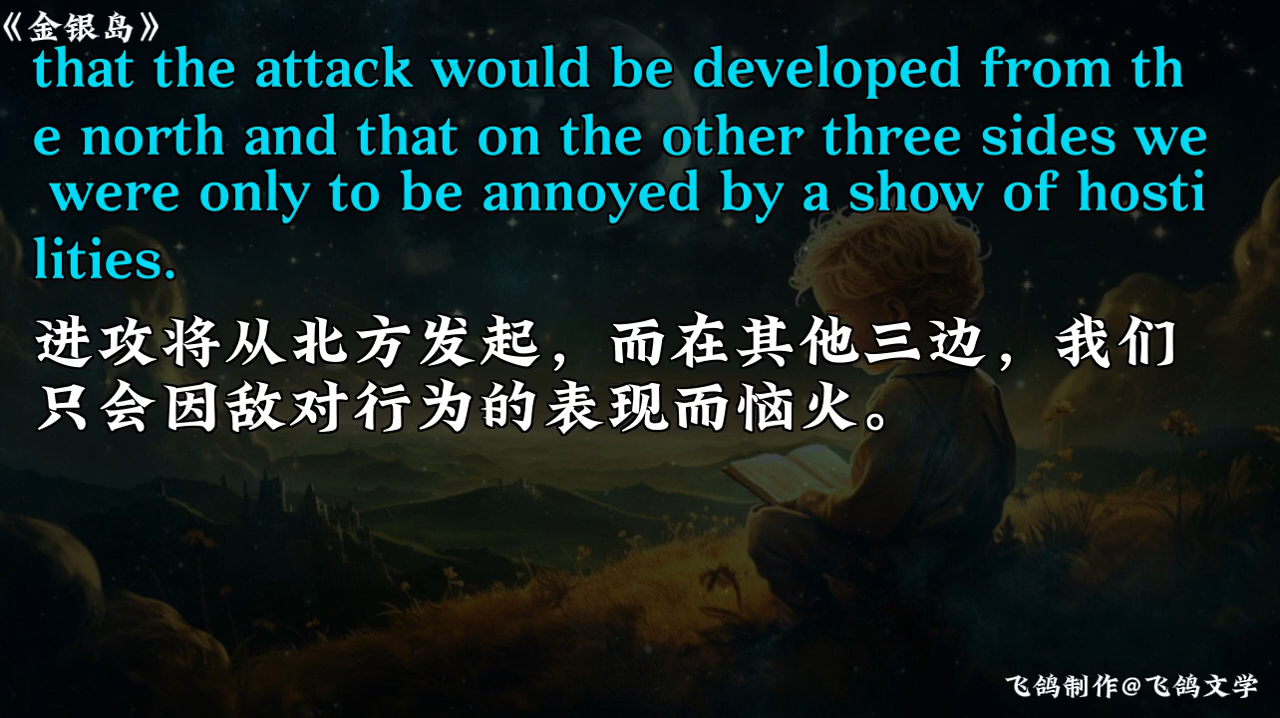 《金银岛》
that the attack would be developed from th
e north and that on the other three sides we
were only to be annoyed by a show of hosti
lities.
进攻将从北方发起，而在其他三边，我们
只会因敌对行为的表现而恼火。
飞鸽制作@飞鸽文学